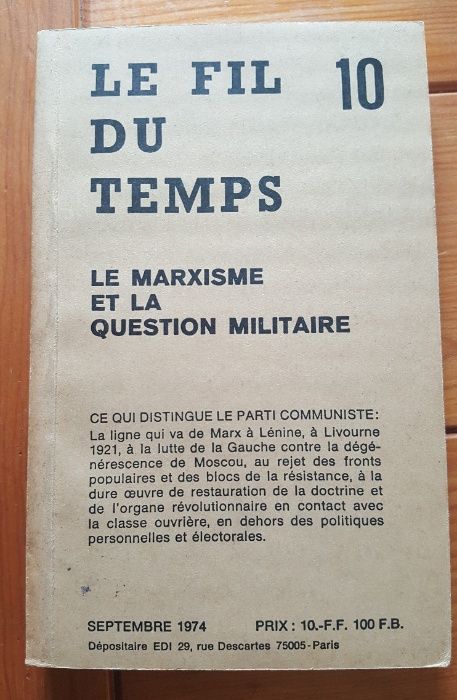 LE FIL 10
DU
TEMPS
LE MARXISME
ET LA
QUESTION MILITAIRE
CE QUI DISTINGUE LE PARTI COMMUNISTE:
La ligne qui va de Marx à Lénine, à Livourne
1921, à la lutte de la Gauche contre la dégé-
nérescence de Moscou, au rejet des fronts
populaires et des blocs de la résistance, à la
dure œuvre de restauration de la doctrine et
de l'organe révolutionnaire en contact avec
la classe ouvrière, en dehors des politiques
personnelles et électorales.
SEPTEMBRE 1974 PRIX : 10.-F.F. 100 F.B.
Dépositaire EDI 29, rue Descartes 75005-Paris